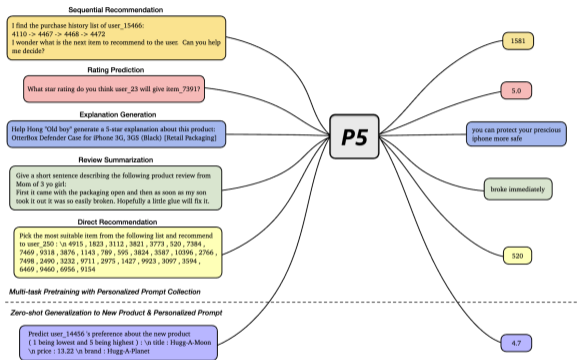 Sequential Recommendation
I find the purchase history list of user_15466:
4110 -> 4467 -> 4468 -> 4472
I wonder what is the next item to recommend to the user. Can you help
me decide?
1581
Rating Prediction
What star rating do you think user_23 will give item_7391?
5.0
Explanation Generation
Help Hong "Old boy" generate a 5-star explanation about this product:
OtterBox Defender Case for iPhone 3G, 3GS (Black) [Retail Packaging]
P5
you can protect your prescious
iphone more safe
Review Summarization
Give a short sentence describing the following product review from
Mom of 3 yo girl:
First it came with the packaging open and then as soon as my son
took it out it was so easily broken. Hopefully a little glue will fix it.
broke immediately
Direct Recommendation
Pick the most suitable item from the following list and recommend
to user_250 : \n 4915 , 1823 , 3112 , 3821 , 3773 , 520 , 7384 ,
7469 , 9318 , 3876 , 1143 , 789 , 595 , 3824 , 3587 , 10396 , 2766 ,
7498 , 2490 , 3232 , 9711 , 2975 , 1427 , 9923 , 3097 , 3594 ,
6469 , 9460 , 6956 , 9154
520
Multi-task Pretraining with Personalized Prompt Collection
Zero-shot Generalization to New Product & Personalized Prompt
Predict user_14456 's preference about the new product
( 1 being lowest and 5 being highest ) : \n title : Hugg-A-Moon
\n price : 13.22 \n brand : Hugg-A-Planet
4.7